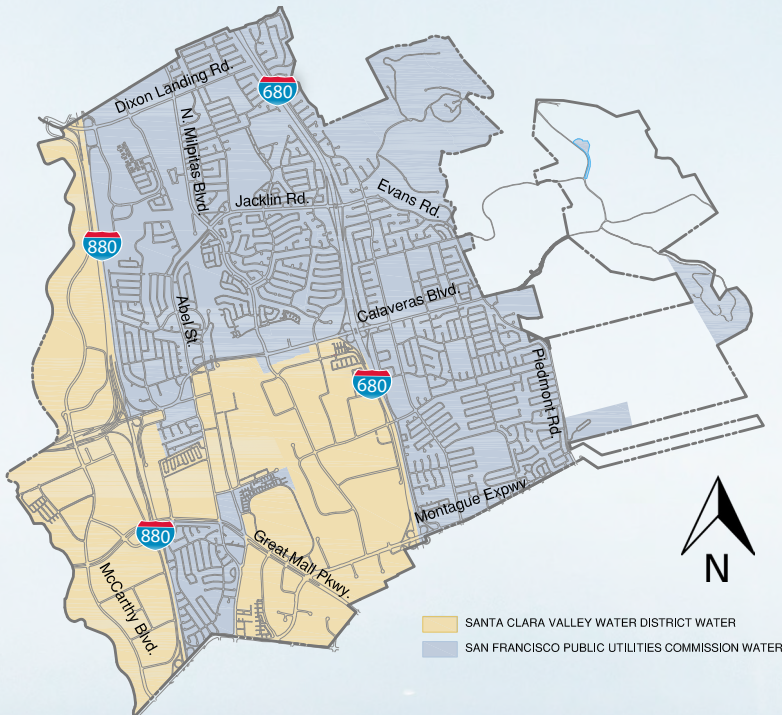 Dixon Landing Rd.
680
N. Milpitas Blvd.
Jacklin Rd.
Evans Rd.
880
Abel St.
Calaveras Blvd.
Piedmont Rd.
680
Montague Expwy
880
Great Mall Pkwy.
McCarthy Blvd.
N
SANTA CLARA VALLEY WATER DISTRICT WATER
SAN FRANCISCO PUBLIC UTILITIES COMMISSION WATER